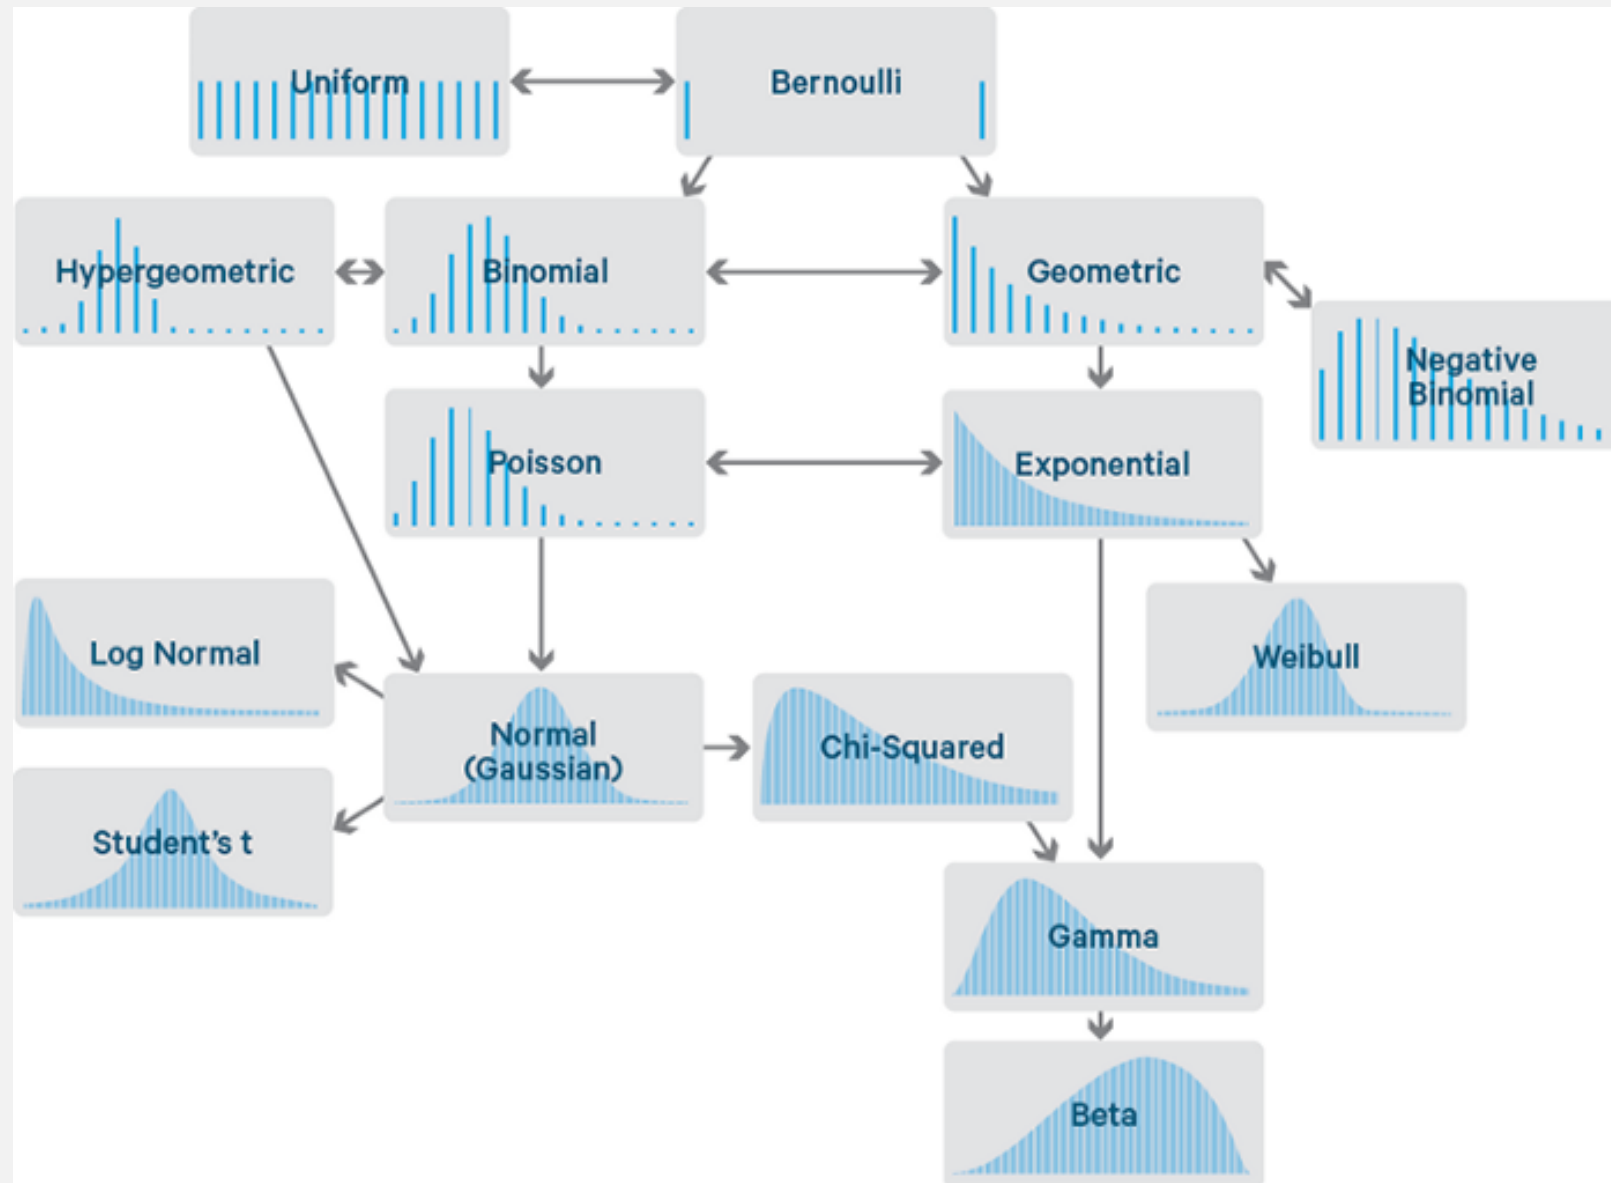 Uniform
Bernoulli
Hypergeometric
Binomial
Geometric
Negative
Binomial
Poisson
Exponential
Log Normal
Weibull
Normal
(Gaussian)
Chi-Squared
Student’s t
Gamma
Beta